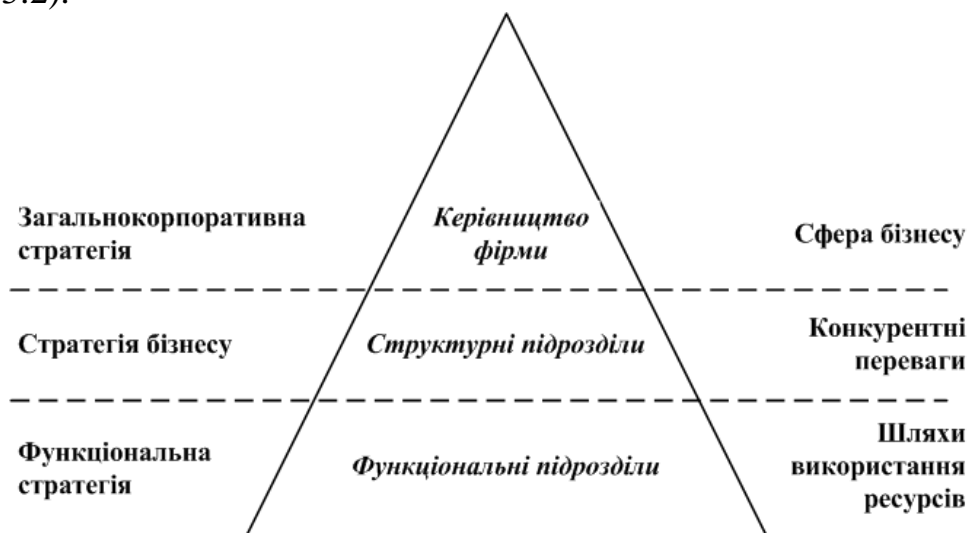 3.2).
Загальнокорпоративна
стратегія
Керівництво
фірми
Сфера бізнесу
Стратегія бізнесу
Структурні підрозділи
Конкурентні
переваги
Функціональна
стратегія
Функціональні підрозділи
Шляхи
використання
ресурсів